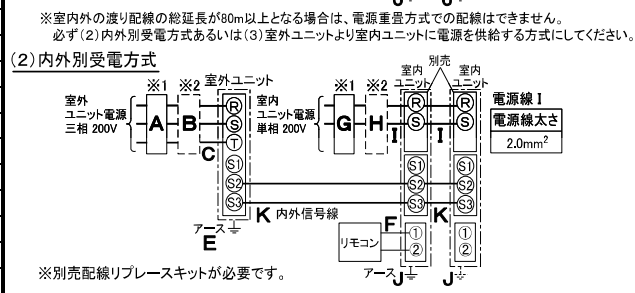 ※室内外の渡り配線の総延長が80m以上となる場合は、電源重畳方式での配線はできません。
必ず(2)内外別受電方式あるいは(3)室外ユニットより室内ユニットに電源を供給する方式にしてください。
(2)内外別受電方式
別売
室外ユニット
室内
ユニット
室内
ユニット
※1 ※2
※1 ※2
室外
ユニット電源
三相 200V
A B
C
R
S
T
S1
S2
S3
室内
ユニット電源
単相 200V
G H
I I
R
S
S1
S2
S3
R
S
S1
S2
S3
電源線 I
電源線太さ
2.0mm²
K 内外信号線
K
アース
E
F
リモコン
①
②
①
②
アース J
J
※別売配線リプレースキットが必要です。